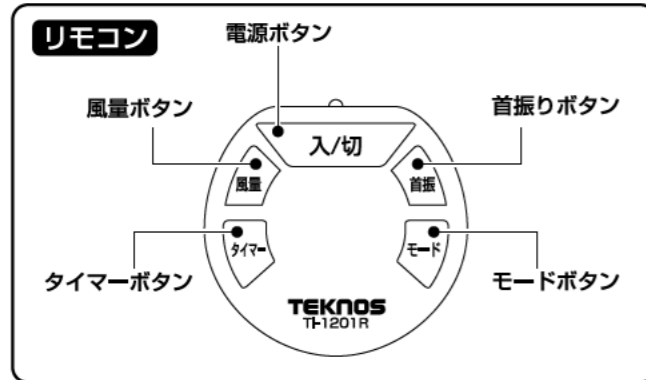 リモコン
電源ボタン
風量ボタン
首振りボタン
入/切
風量
首振
タイマー
モード
タイマーボタン
モードボタン
TEKNOS
TI-1201R